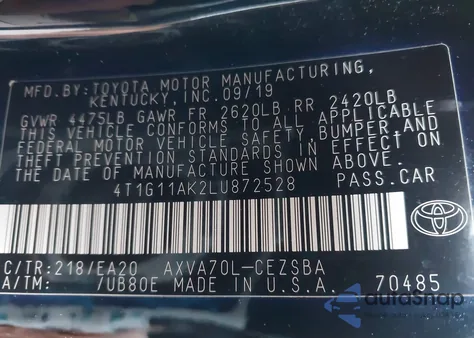 MFD.BY: TOYOTA MOTOR MANUFACTURING,
KENTUCKY, INC. 09/19
GVWR 4475LB GAWR FR 2620LB RR 2420LB
THIS VEHICLE CONFORMS TO ALL APPLICABLE
FEDERAL MOTOR VEHICLE SAFETY, BUMPER, AND
THEFT PREVENTION STANDARDS IN EFFECT ON
THE DATE OF MANUFACTURE SHOWN ABOVE.
4T1G11AK2LU872528 PASS.CAR
C/TR: 218/EA20 AXVA70L-CEZSBA
A/TM: /UB80E MADE IN U.S.A. 70485
TOYOTA
autoSnap